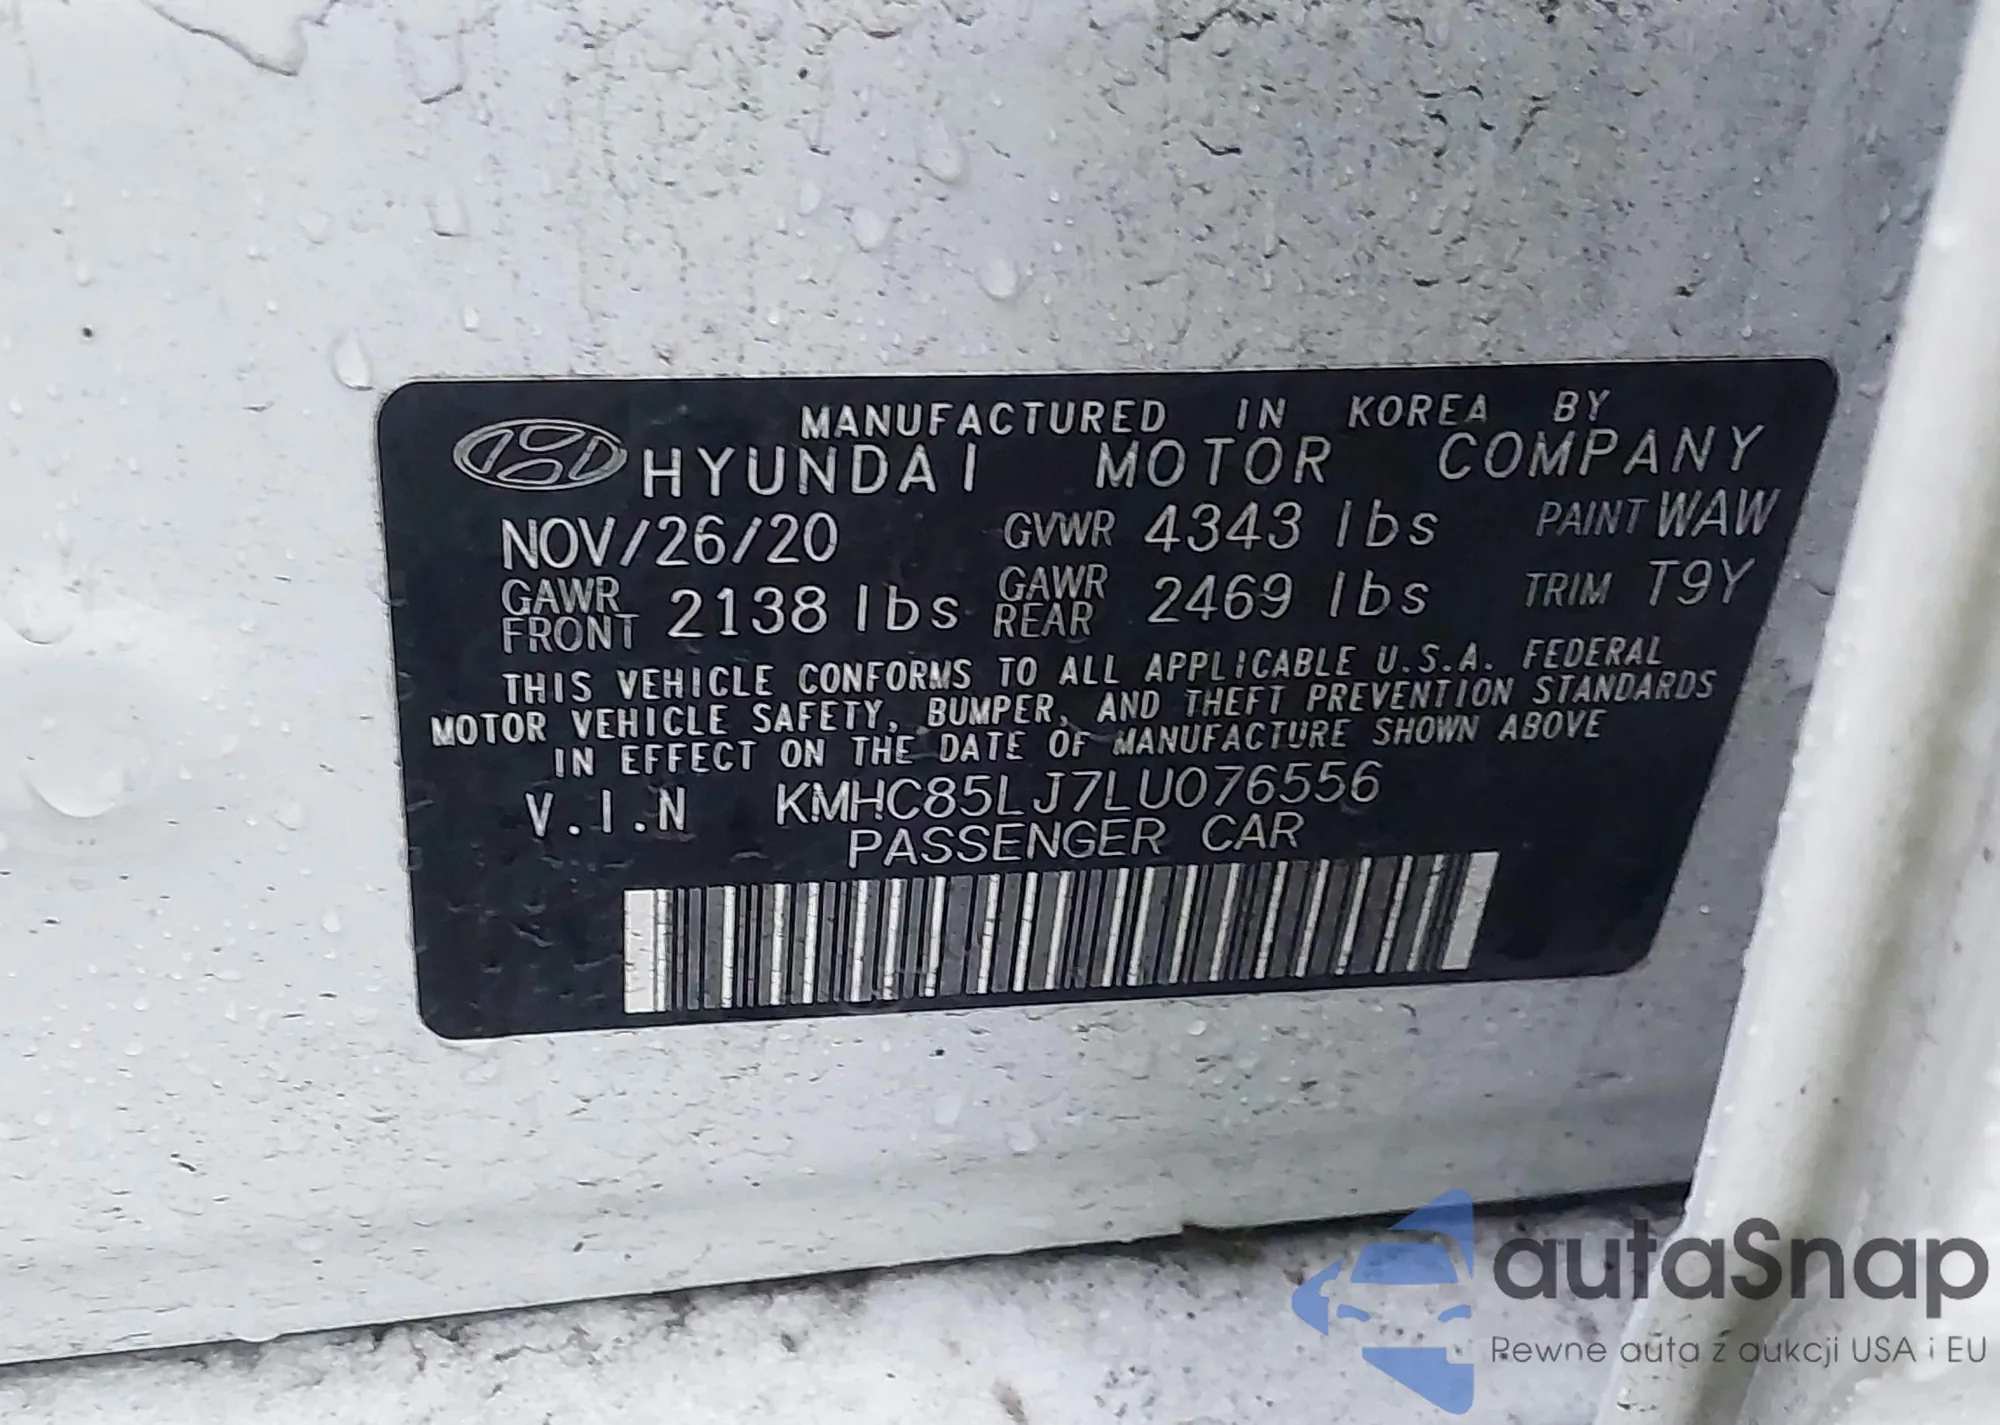 MANUFACTURED IN KOREA BY
HYUNDAI MOTOR COMPANY
NOV/26/20 GVWR 4343 lbs PAINT WAW
GAWR FRONT 2138 lbs GAWR REAR 2469 lbs TRIM T9Y
THIS VEHICLE CONFORMS TO ALL APPLICABLE U.S.A. FEDERAL
MOTOR VEHICLE SAFETY, BUMPER, AND THEFT PREVENTION STANDARDS
IN EFFECT ON THE DATE OF MANUFACTURE SHOWN ABOVE
V.I.N KMHC85LJ7LU076556
PASSENGER CAR
autaSnap
Pewne auta z aukcji USA i EU